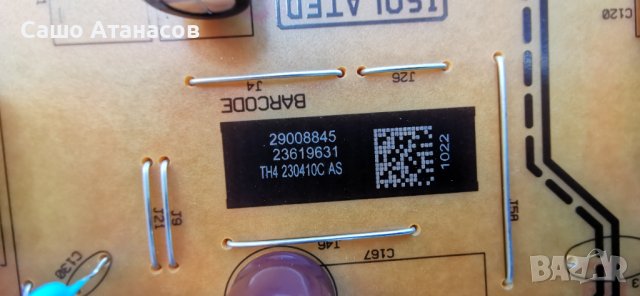 Сашо Атанасов
ISOLATED
C120
J4
J26
BARCODE
29008845
23619631
TH4 230410C AS
1022
J21
J9
J58
J46
C167
C130
BAZAR